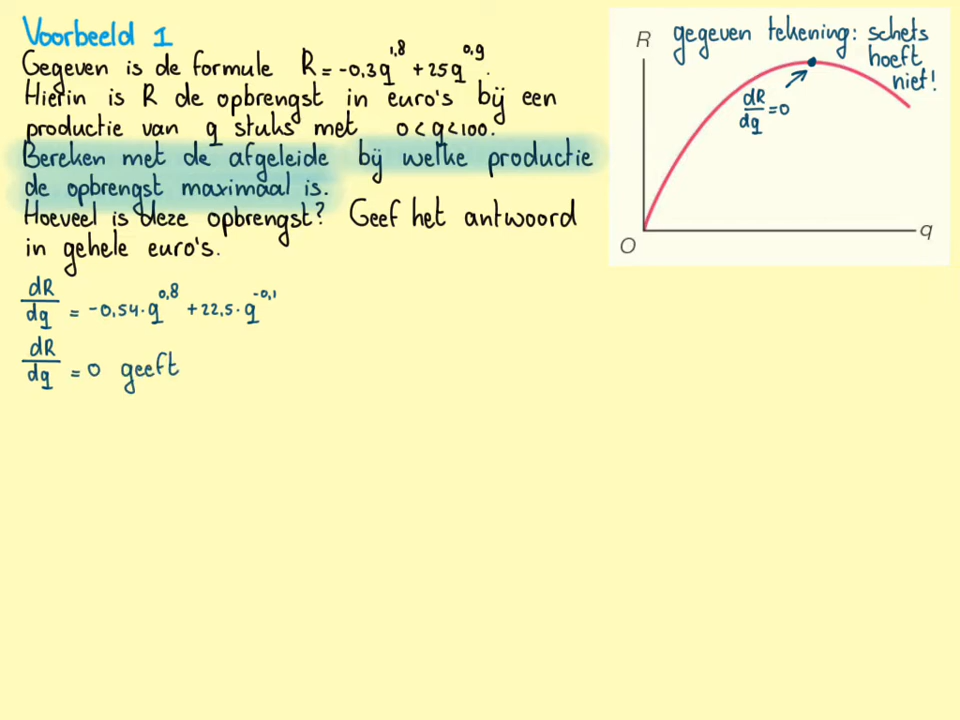 Voorbeeld 1
Gegeven is de formule R = -0,3q^1,8 + 25q^0,9.
Hierin is R de opbrengst in euro's bij een
productie van q stuks met 0 < q < 100.
Bereken met de afgeleide bij welke productie
de opbrengst maximaal is.
Hoeveel is deze opbrengst? Geef het antwoord
in gehele euro's.
dR/dq = -0,54·q^0,8 + 22,5·q^-0,1
dR/dq = 0 geeft
R gegeven tekening: schets
hoeft
niet!
dR/dq = 0
O
q